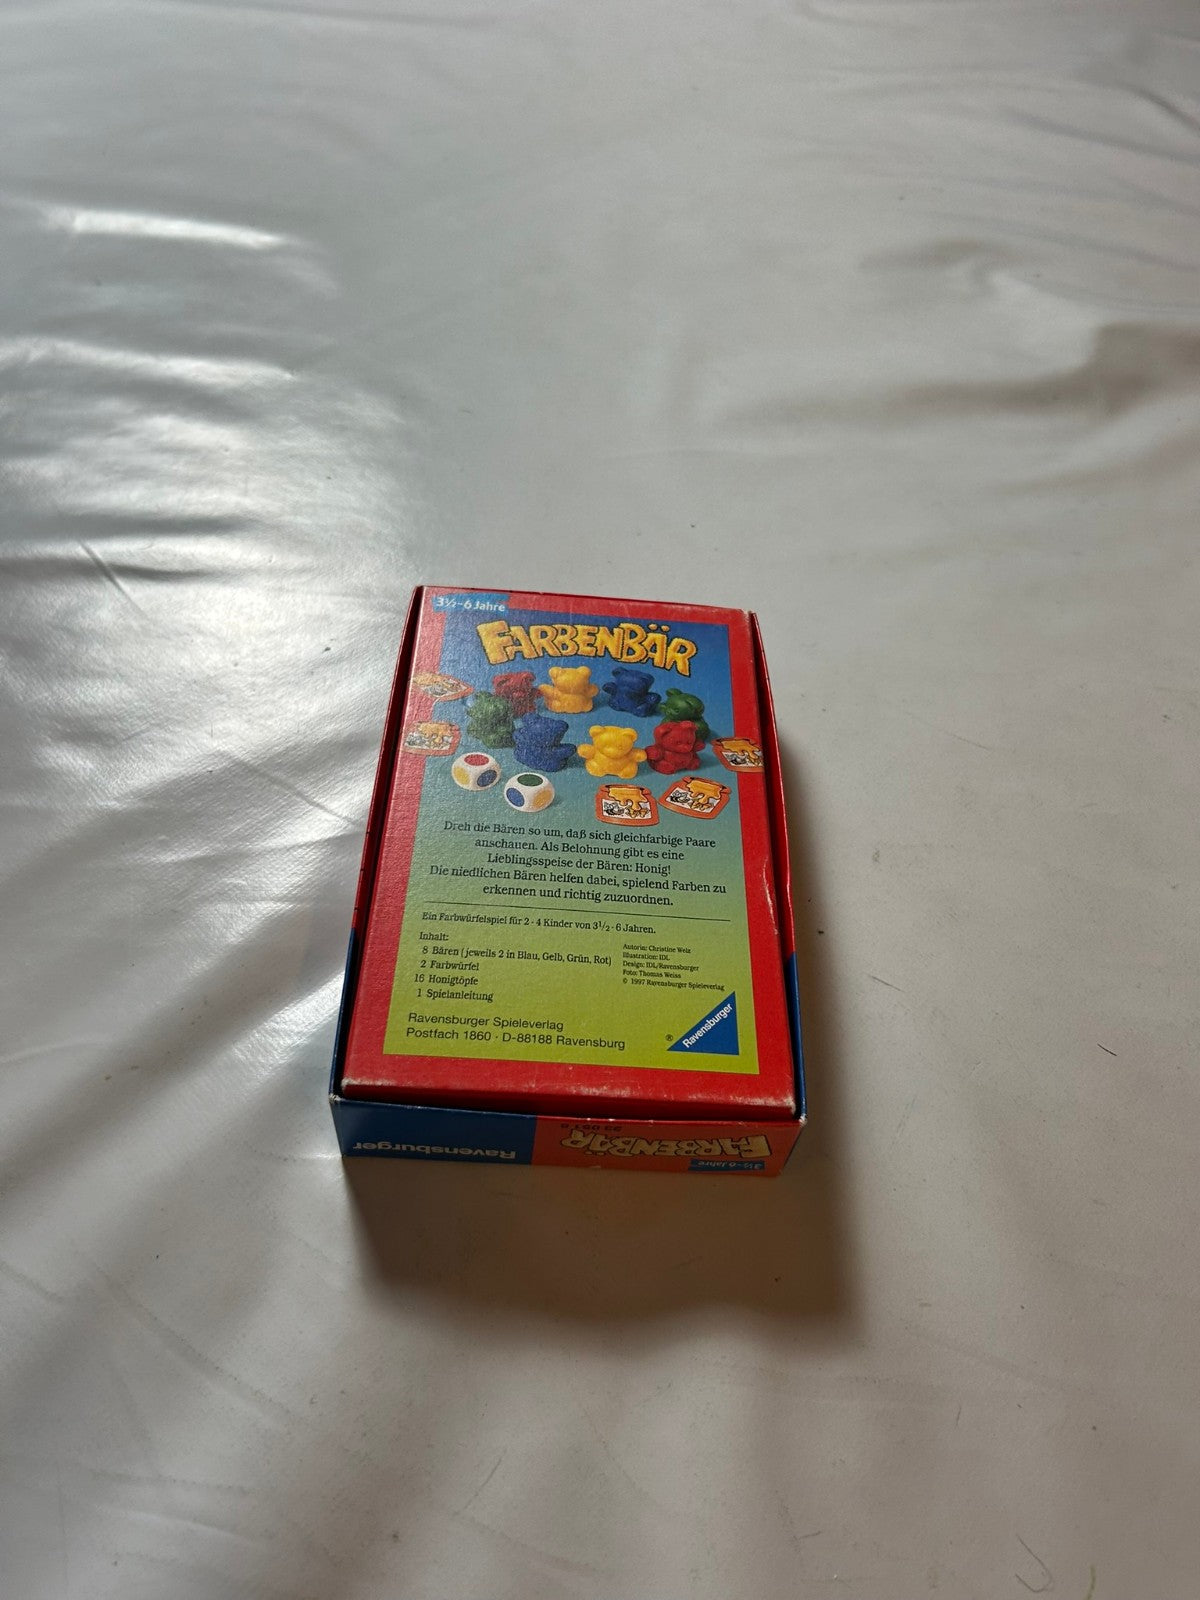 3½-6 Jahre
FARBENBÄR
Dreh die Bären so um, daß sich gleichfarbige Paare
anschauen. Als Belohnung gibt es eine
Lieblingsspeise der Bären: Honig!
Die niedlichen Bären helfen dabei, spielend Farben zu
erkennen und richtig zuzuordnen.
Ein Farbwürfelspiel für 2 - 4 Kinder von 3½ - 6 Jahren.
Inhalt:
8 Bären (jeweils 2 in Blau, Gelb, Grün, Rot)
2 Farbwürfel
16 Honigtöpfe
1 Spielanleitung
Autorin: Christine Welz
Illustration: IDL
Design: IDL/Ravensburger
Foto: Thomas Weiss
© 1997 Ravensburger Spieleverlag
Ravensburger Spieleverlag
Postfach 1860 · D-88188 Ravensburg
® Ravensburger
Ravensburger
FARBENBÄR
3½-6 Jahre